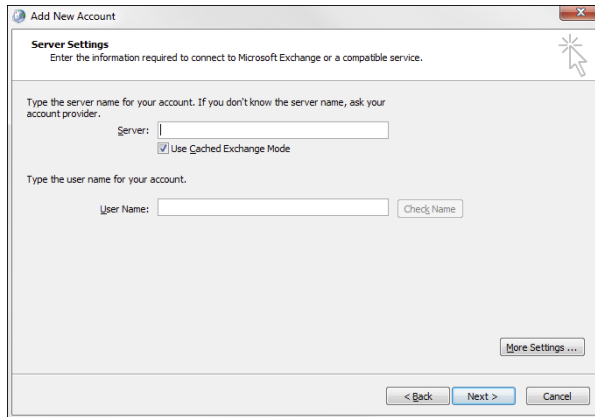 Add New Account
Server Settings
Enter the information required to connect to Microsoft Exchange or a compatible service.
Type the server name for your account. If you don't know the server name, ask your
account provider.
Server:
Use Cached Exchange Mode
Type the user name for your account.
User Name:
Check Name
More Settings ...
< Back Next > Cancel